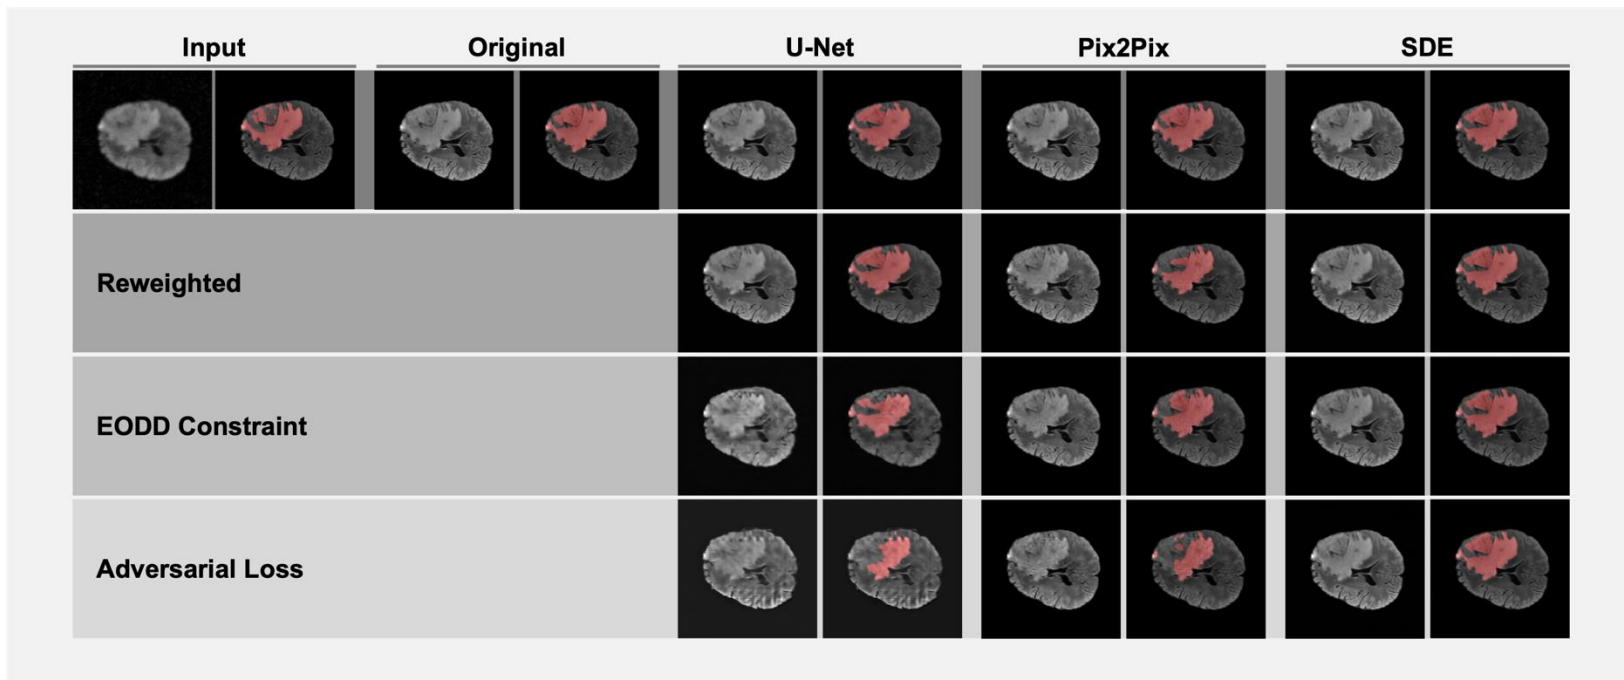 Input Original U-Net Pix2Pix SDE
Reweighted
EODD Constraint
Adversarial Loss